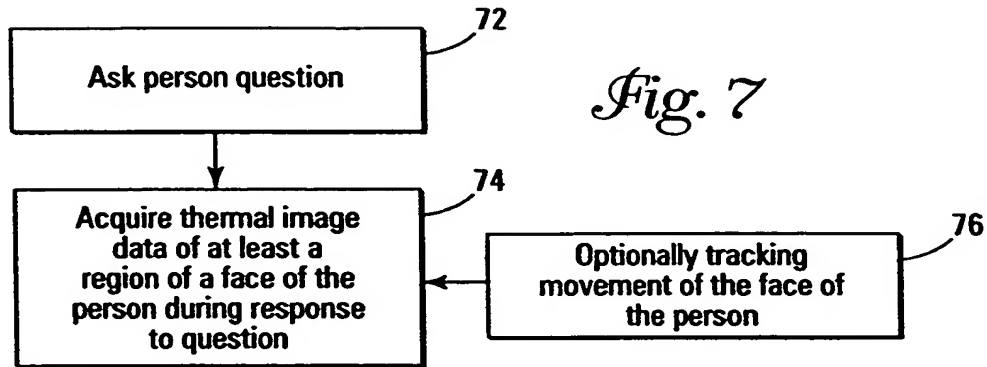 72
Ask person question
Fig. 7
74
Acquire thermal image
data of at least a
region of a face of the
person during response
to question
76
Optionally tracking
movement of the face of
the person